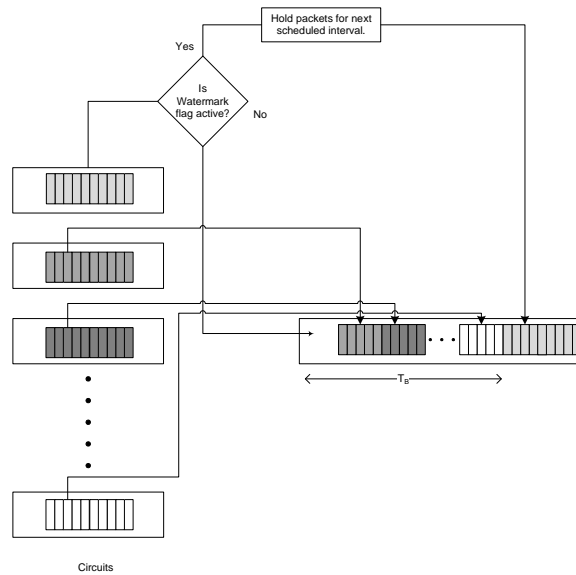 Hold packets for next
scheduled interval.
Yes
Is
Watermark
flag active?
No
T_B
Circuits